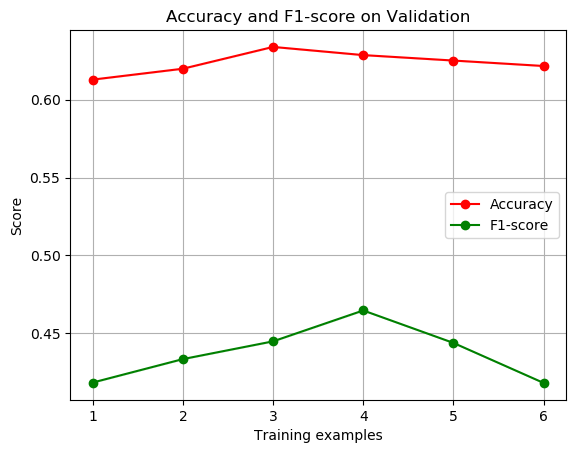 Accuracy and F1-score on Validation
0.60
0.55
0.50
0.45
Score
Accuracy
F1-score
1 2 3 4 5 6
Training examples